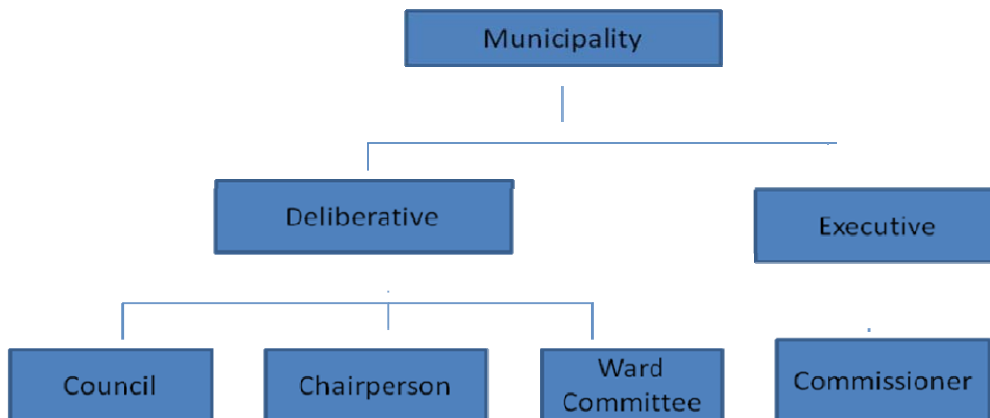 Municipality
Deliberative
Executive
Council
Chairperson
Ward
Committee
Commissioner